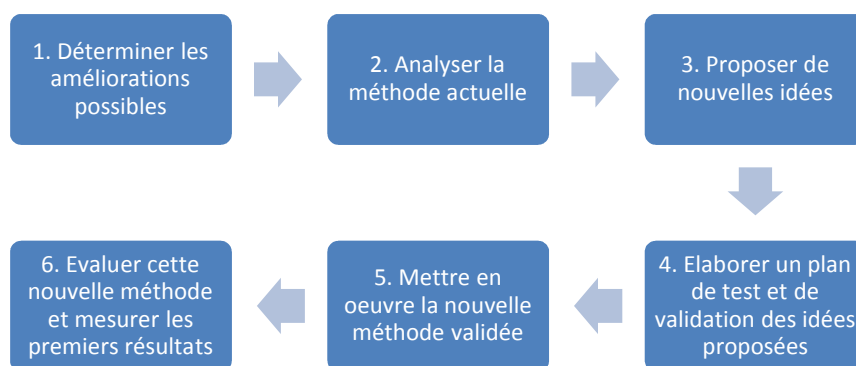 1. Déterminer les
améliorations
possibles
2. Analyser la
méthode actuelle
3. Proposer de
nouvelles idées
4. Elaborer un plan
de test et de
validation des idées
proposées
5. Mettre en
oeuvre la nouvelle
méthode validée
6. Evaluer cette
nouvelle méthode
et mesurer les
premiers résultats